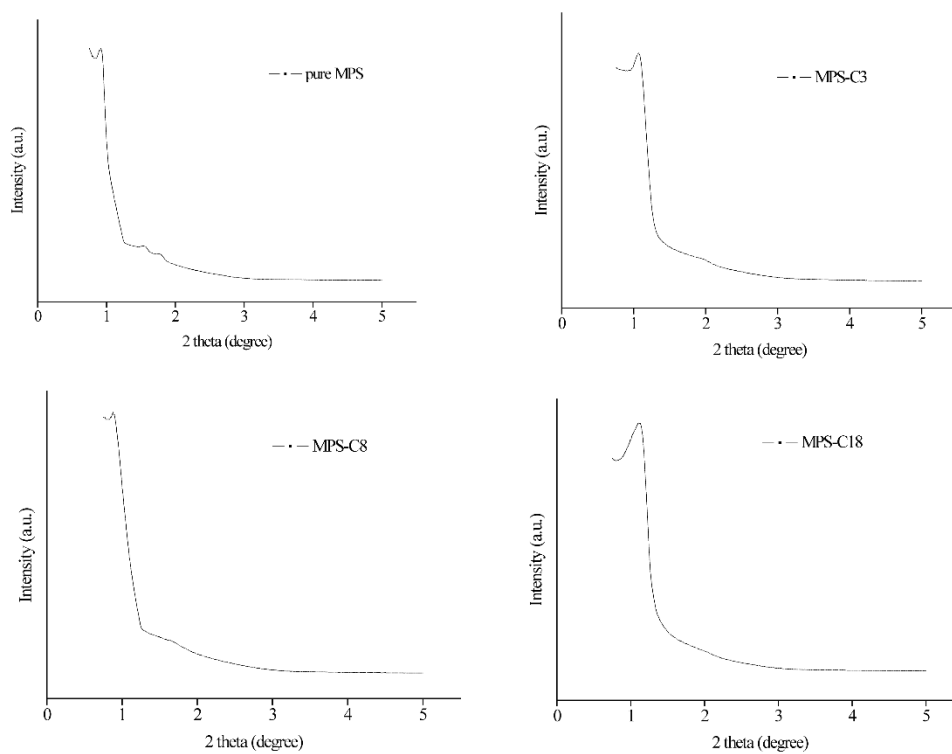 pure MPS
Intensity (a.u.)
0 1 2 3 4 5
2 theta (degree)
MPS-C3
Intensity (a.u.)
0 1 2 3 4 5
2 theta (degree)
MPS-C8
Intensity (a.u.)
0 1 2 3 4 5
2 theta (degree)
MPS-C18
Intensity (a.u.)
0 1 2 3 4 5
2 theta (degree)